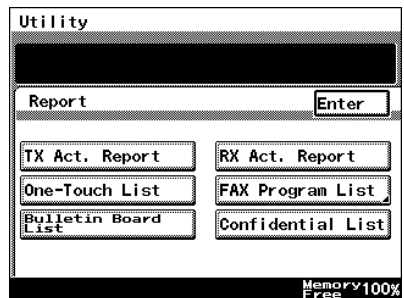 Utility
Report
Enter
TX Act. Report
RX Act. Report
One-Touch List
FAX Program List
Bulletin Board
List
Confidential List
Memory
Free 100%